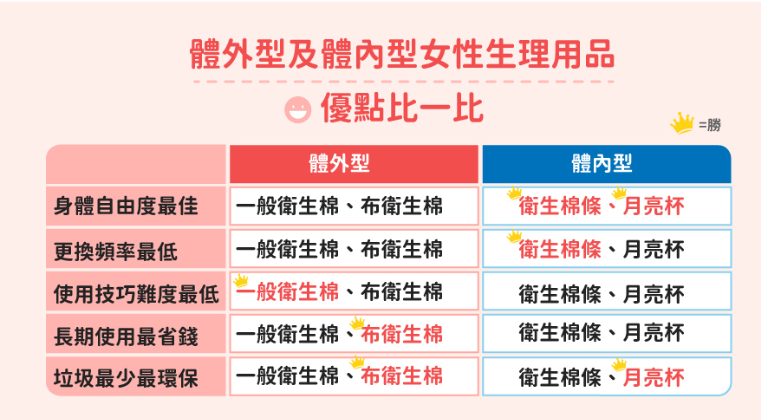 體外型及體內型女性生理用品
優點比一比
=勝
體外型 體內型
身體自由度最佳 一般衛生棉、布衛生棉 衛生棉條、月亮杯
更換頻率最低 一般衛生棉、布衛生棉 衛生棉條、月亮杯
使用技巧難度最低 一般衛生棉、布衛生棉 衛生棉條、月亮杯
長期使用最省錢 一般衛生棉、布衛生棉 衛生棉條、月亮杯
垃圾最少最環保 一般衛生棉、布衛生棉 衛生棉條、月亮杯